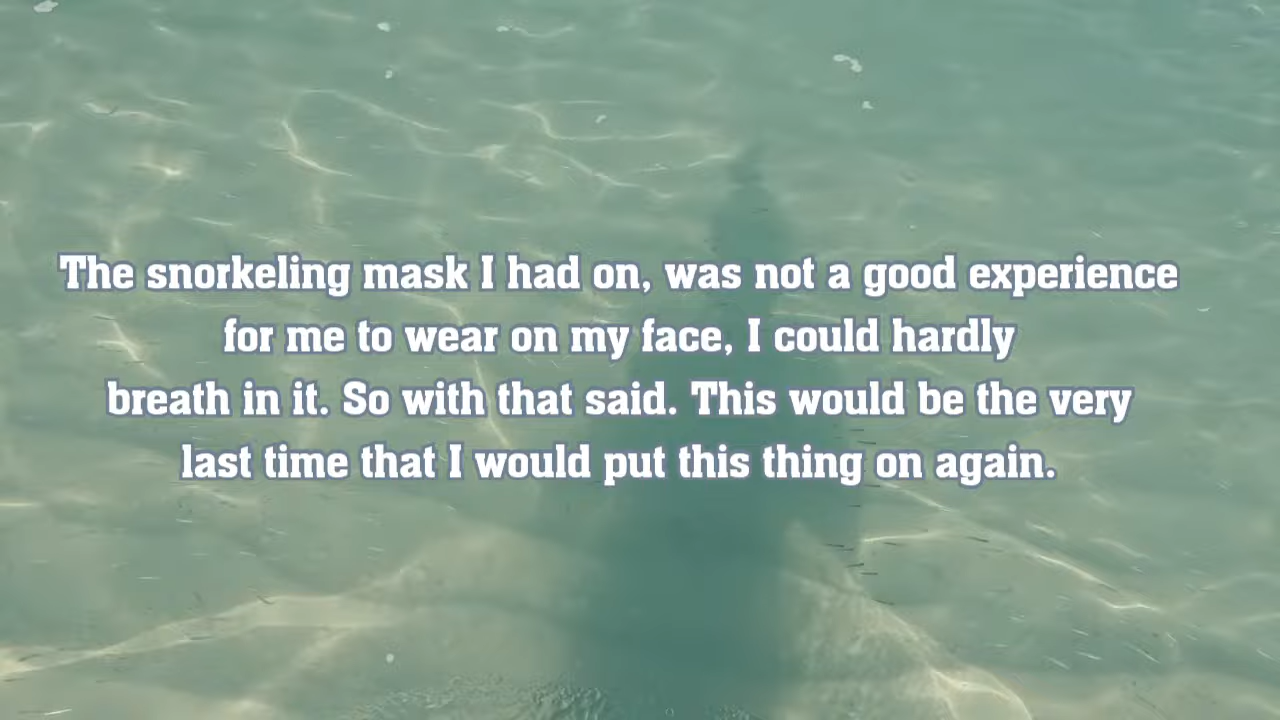 The snorkeling mask I had on, was not a good experience
for me to wear on my face, I could hardly
breath in it. So with that said. This would be the very
last time that I would put this thing on again.